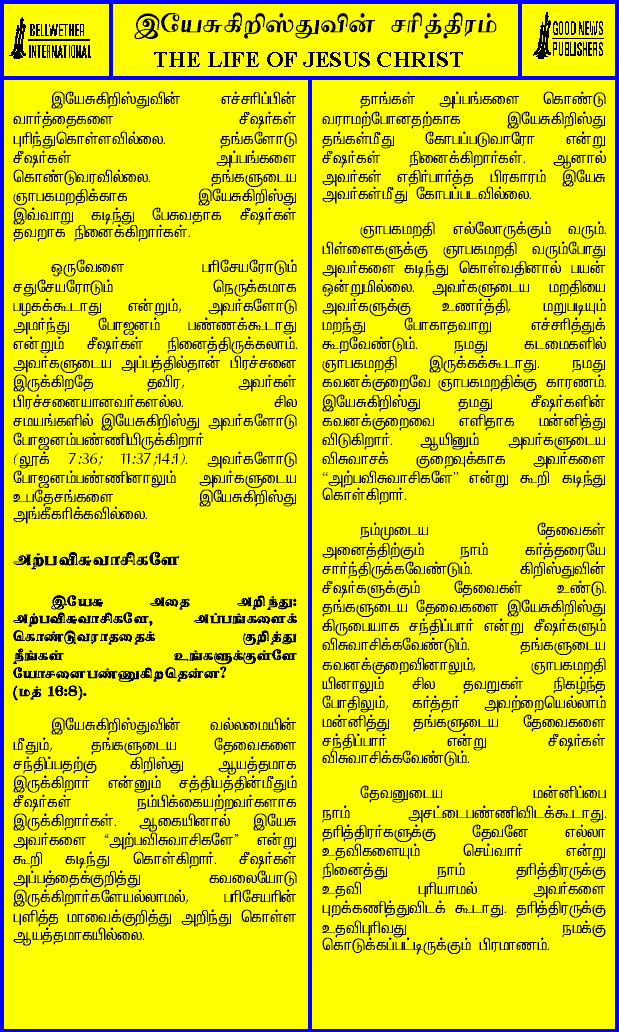 BELLWETHER
INTERNATIONAL
இயேசுகிறிஸ்துவின் சரித்திரம்
THE LIFE OF JESUS CHRIST
GOOD NEWS
PUBLISHERS
இயேசுகிறிஸ்துவின் எச்சரிப்பின்
வார்த்தைகளை சீஷர்கள்
புரிந்துகொள்ளவில்லை. தங்களோடு
சீஷர்கள் அப்பங்களை
கொண்டுவரவில்லை. தங்களுடைய
ஞாபகமறதிக்காக இயேசுகிறிஸ்து
இவ்வாறு கடிந்து பேசுவதாக சீஷர்கள்
தவறாக நினைக்கிறார்கள்.
ஒருவேளை பரிசேயரோடும்
சதுசேயரோடும் நெருக்கமாக
பழகக்கூடாது என்றும், அவர்களோடு
அமர்ந்து போஜனம் பண்ணக்கூடாது
என்றும் சீஷர்கள் நினைத்திருக்கலாம்.
அவர்களுடைய அப்பத்தில்தான் பிரச்சனை
இருக்கிறதே தவிர, அவர்கள்
பிரச்சனையானவர்களல்ல. சில
சமயங்களில் இயேசுகிறிஸ்து அவர்களோடு
போஜனம்பண்ணியிருக்கிறார்
(லூக் 7:36; 11:37;14:1). அவர்களோடு
போஜனம்பண்ணினாலும் அவர்களுடைய
உபதேசங்களை இயேசுகிறிஸ்து
அங்கீகரிக்கவில்லை.
அற்பவிசுவாசிகளே
இயேசு அதை அறிந்து:
அற்பவிசுவாசிகளே, அப்பங்களைக்
கொண்டுவராததைக் குறித்து
நீங்கள் உங்களுக்குள்ளே
யோசனைபண்ணுகிறதென்ன?
(மத் 16:8).
இயேசுகிறிஸ்துவின் வல்லமையின்
மீதும், தங்களுடைய தேவைகளை
சந்திப்பதற்கு கிறிஸ்து ஆயத்தமாக
இருக்கிறார் என்னும் சத்தியத்தின்மீதும்
சீஷர்கள் நம்பிக்கையற்றவர்களாக
இருக்கிறார்கள். ஆகையினால் இயேசு
அவர்களை “அற்பவிசுவாசிகளே” என்று
கூறி கடிந்து கொள்கிறார். சீஷர்கள்
அப்பத்தைக்குறித்து கவலையோடு
இருக்கிறார்களேயல்லாமல், பரிசேயரின்
புளித்த மாவைக்குறித்து அறிந்து கொள்ள
ஆயத்தமாகயில்லை.
தாங்கள் அப்பங்களை கொண்டு
வராமற்போனதற்காக இயேசுகிறிஸ்து
தங்கள்மீது கோபப்படுவாரோ என்று
சீஷர்கள் நினைக்கிறார்கள். ஆனால்
அவர்கள் எதிர்பார்த்த பிரகாரம் இயேசு
அவர்கள்மீது கோபப்படவில்லை.
ஞாபகமறதி எல்லோருக்கும் வரும்.
பிள்ளைகளுக்கு ஞாபகமறதி வரும்போது
அவர்களை கடிந்து கொள்வதினால் பயன்
ஒன்றுமில்லை. அவர்களுடைய மறதியை
அவர்களுக்கு உணர்த்தி, மறுபடியும்
மறந்து போகாதவாறு எச்சரித்துக்
கூறவேண்டும். நமது கடமைகளில்
ஞாபகமறதி இருக்கக்கூடாது. நமது
கவனக்குறைவே ஞாபகமறதிக்கு காரணம்.
இயேசுகிறிஸ்து தமது சீஷர்களின்
கவனக்குறைவை எளிதாக மன்னித்து
விடுகிறார். ஆயினும் அவர்களுடைய
விசுவாசக் குறைவுக்காக அவர்களை
“அற்பவிசுவாசிகளே” என்று கூறி கடிந்து
கொள்கிறார்.
நம்முடைய தேவைகள்
அனைத்திற்கும் நாம் கர்த்தரையே
சார்ந்திருக்கவேண்டும். கிறிஸ்துவின்
சீஷர்களுக்கும் தேவைகள் உண்டு.
தங்களுடைய தேவைகளை இயேசுகிறிஸ்து
கிருபையாக சந்திப்பார் என்று சீஷர்களும்
விசுவாசிக்கவேண்டும். தங்களுடைய
கவனக்குறைவினாலும், ஞாபகமறதி
யினாலும் சில தவறுகள் நிகழ்ந்த
போதிலும், கர்த்தர் அவற்றையெல்லாம்
மன்னித்து தங்களுடைய தேவைகளை
சந்திப்பார் என்று சீஷர்கள்
விசுவாசிக்கவேண்டும்.
தேவனுடைய மன்னிப்பை
நாம் அசட்டைபண்ணிவிடக்கூடாது.
தரித்திரர்களுக்கு தேவனே எல்லா
உதவிகளையும் செய்வார் என்று
நினைத்து நாம் தரித்திரருக்கு
உதவி புரியாமல் அவர்களை
புறக்கணித்துவிடக் கூடாது. தரித்திரருக்கு
உதவிபுரிவது நமக்கு
கொடுக்கப்பட்டிருக்கும் பிரமாணம்.